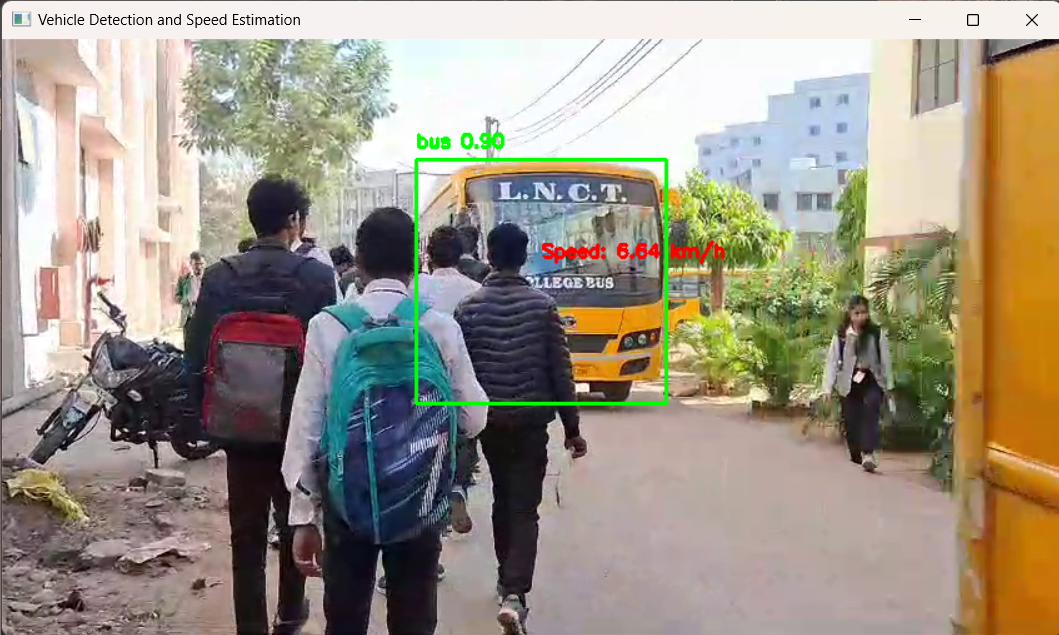 Vehicle Detection and Speed Estimation
bus 0.90
L.N.C.T.
Speed: 6.64 km/h
LLEGE BUS